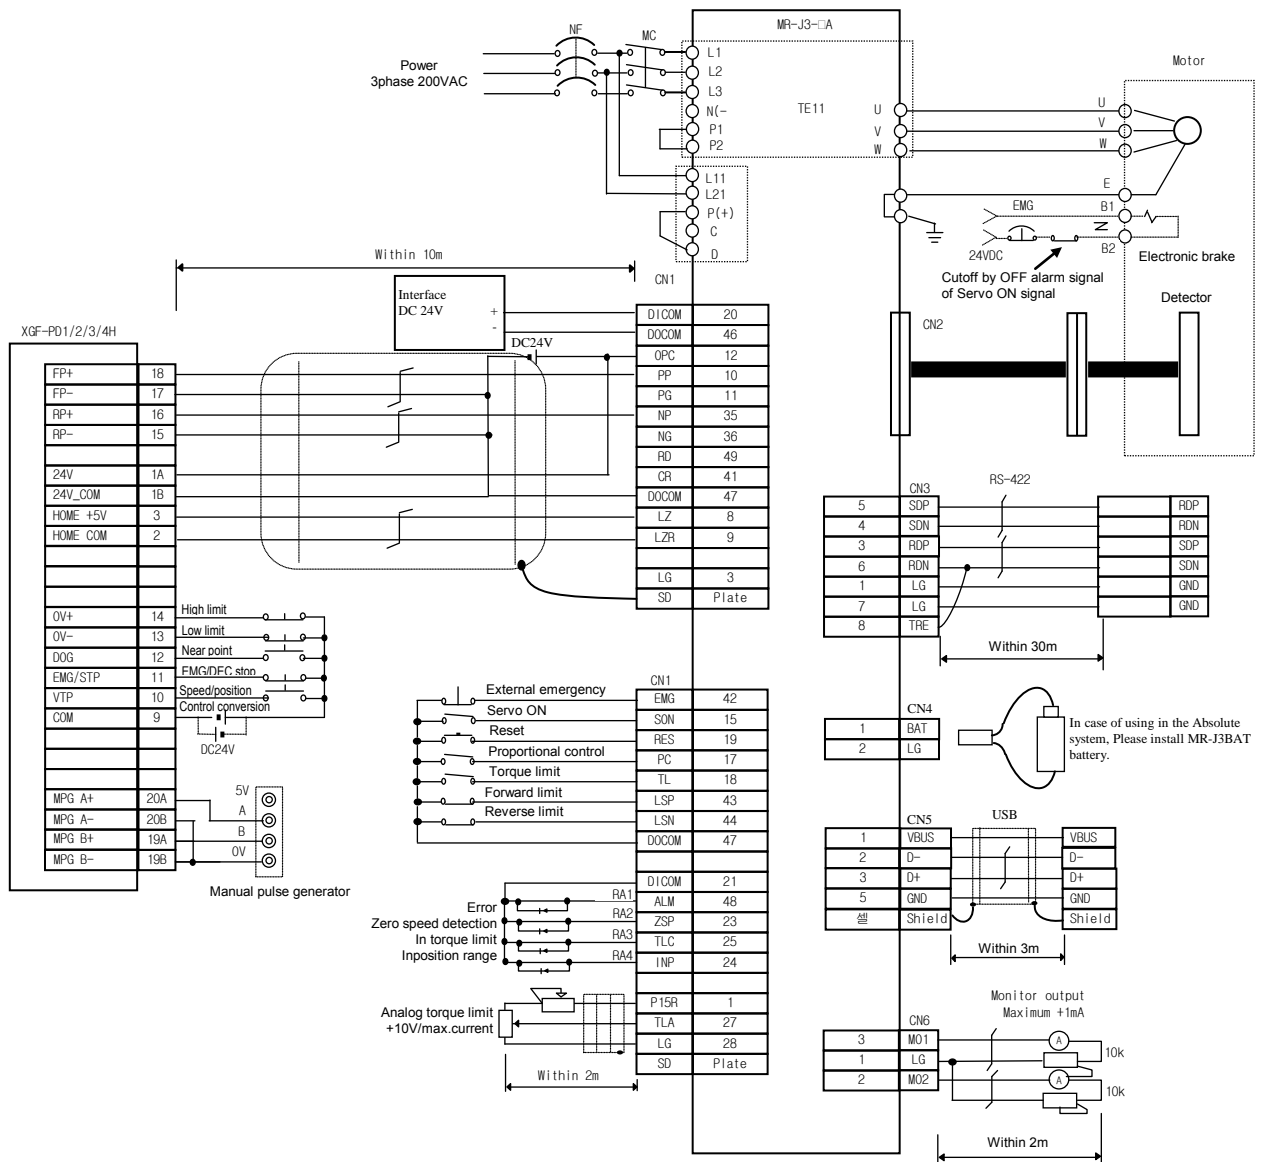 MR-J3-□A
NF
MC
Power
3phase 200VAC
L1
L2
L3
N(-
P1
P2
TE11
U
V
W
L11
L21
P(+)
C
D
Motor
U
V
W
E
EMG
B1
N
B2
24VDC
Electronic brake
Cutoff by OFF alarm signal
of Servo ON signal
Detector
CN2
Within 10m
CN1
Interface
DC 24V
+
-
DC24V
XGF-PD1/2/3/4H
FP+ 18
FP- 17
RP+ 16
RP- 15
24V 1A
24V_COM 1B
HOME +5V 3
HOME COM 2
OV+ 14
OV- 13
DOG 12
EMG/STP 11
VTP 10
COM 9
MPG A+ 20A
MPG A- 20B
MPG B+ 19A
MPG B- 19B
High limit
Low limit
Near point
EMG/DEC stop
Speed/position
Control conversion
DC24V
5V
A
B
0V
Manual pulse generator
DICOM 20
DOCOM 46
OPC 12
PP 10
PG 11
NP 35
NG 36
RD 49
CR 41
DOCOM 47
LZ 8
LZR 9
LG 3
SD Plate
CN1
External emergency
Servo ON
Reset
Proportional control
Torque limit
Forward limit
Reverse limit
EMG 42
SON 15
RES 19
PC 17
TL 18
LSP 43
LSN 44
DOCOM 47
DICOM 21
ALM 48
ZSP 23
TLC 25
INP 24
P15R 1
TLA 27
LG 28
SD Plate
Error
Zero speed detection
In torque limit
Inposition range
RA1
RA2
RA3
RA4
Analog torque limit
+10V/max.current
Within 2m
RS-422
CN3
5 SDP RDP
4 SDN RDN
3 RDP SDP
6 RDN SDN
1 LG GND
7 LG GND
8 TRE
Within 30m
CN4
1 BAT
2 LG
In case of using in the Absolute
system, Please install MR-J3BAT
battery.
CN5
USB
1 VBUS VBUS
2 D- D-
3 D+ D+
5 GND GND
셀 Shield Shield
Within 3m
Monitor output
Maximum +1mA
CN6
3 MO1
1 LG
2 MO2
A
10k
A
10k
Within 2m